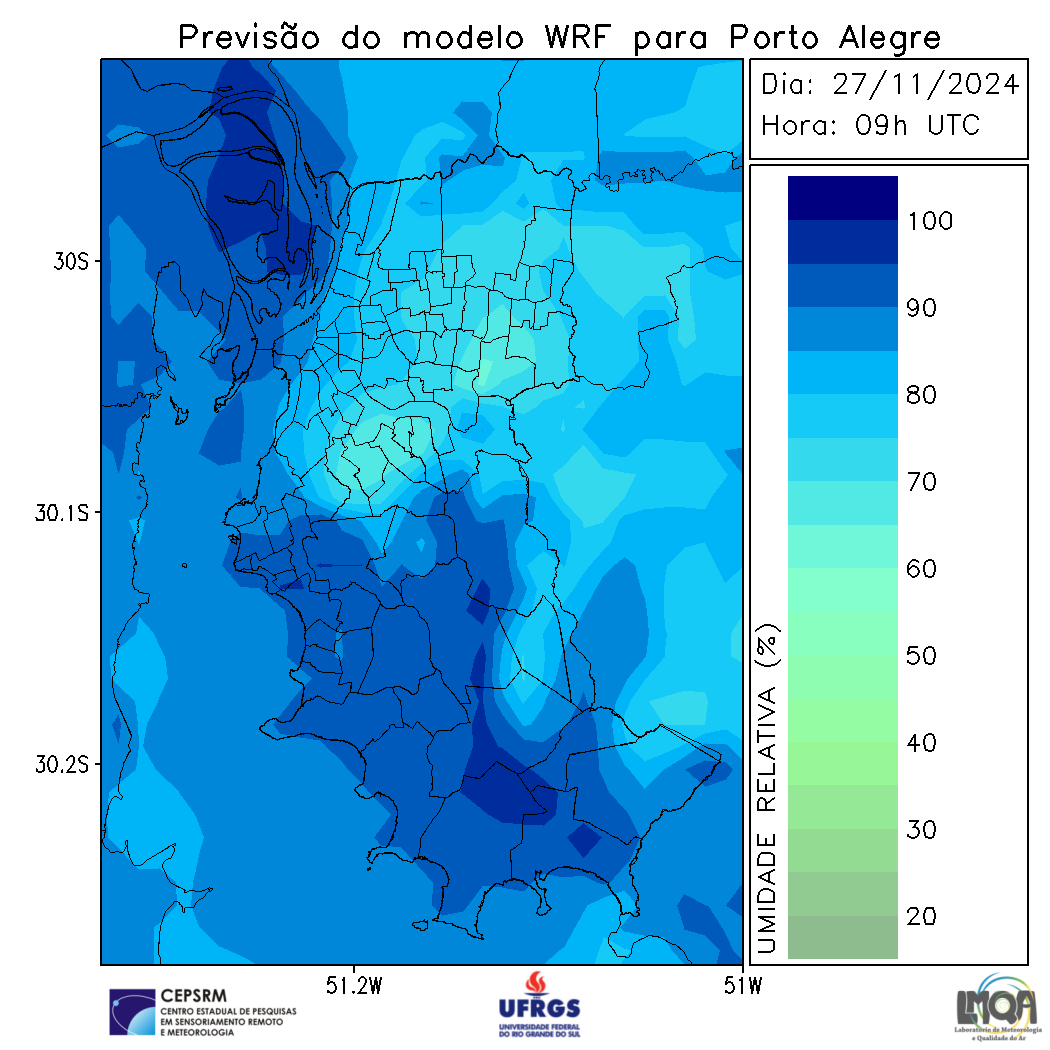 Previsão do modelo WRF para Porto Alegre
Dia: 27/11/2024
Hora: 09h UTC
30S
30.1S
30.2S
51.2W
51W
UMIDADE RELATIVA (%)
100
90
80
70
60
50
40
30
20
CEPSRM
CENTRO ESTADUAL DE PESQUISAS
EM SENSORIAMENTO REMOTO
E METEOROLOGIA
UFRGS
UNIVERSIDADE FEDERAL
DO RIO GRANDE DO SUL
LMQA
Laboratório de Meteorologia
e Qualidade do Ar